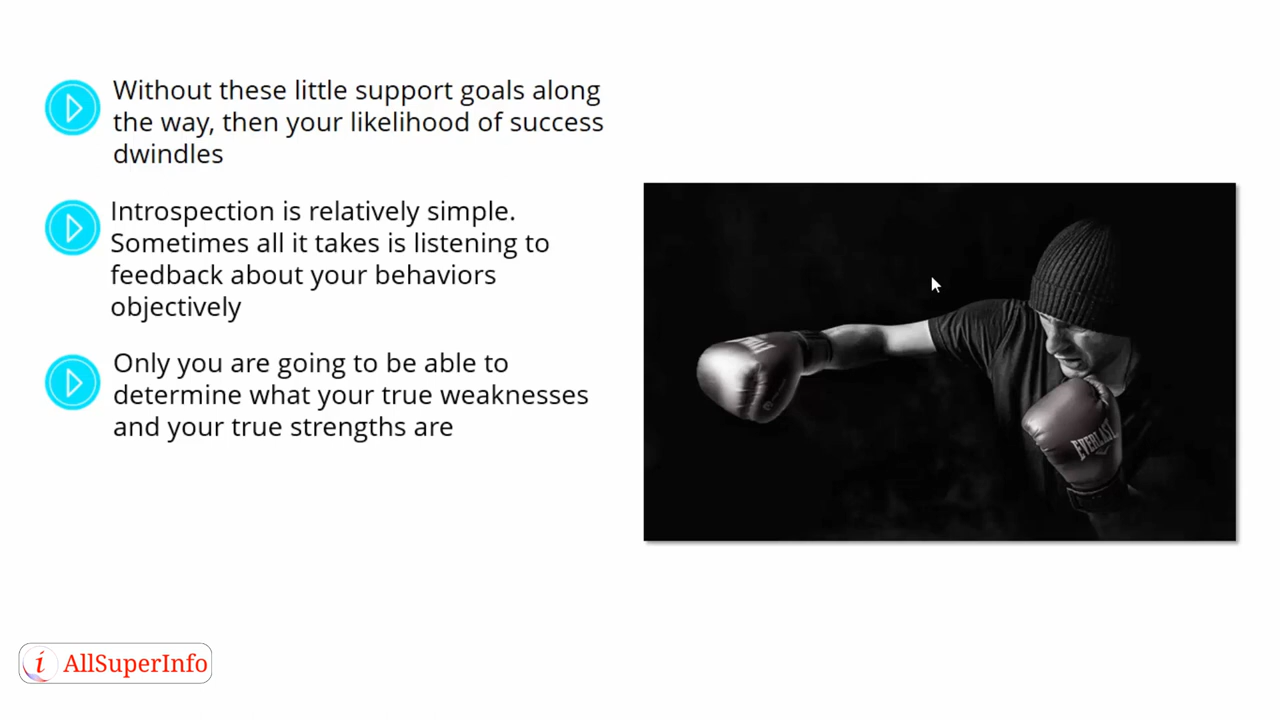 Without these little support goals along
the way, then your likelihood of success
dwindles
Introspection is relatively simple.
Sometimes all it takes is listening to
feedback about your behaviors
objectively
Only you are going to be able to
determine what your true weaknesses
and your true strengths are
EVERLAST
i AllSuperInfo